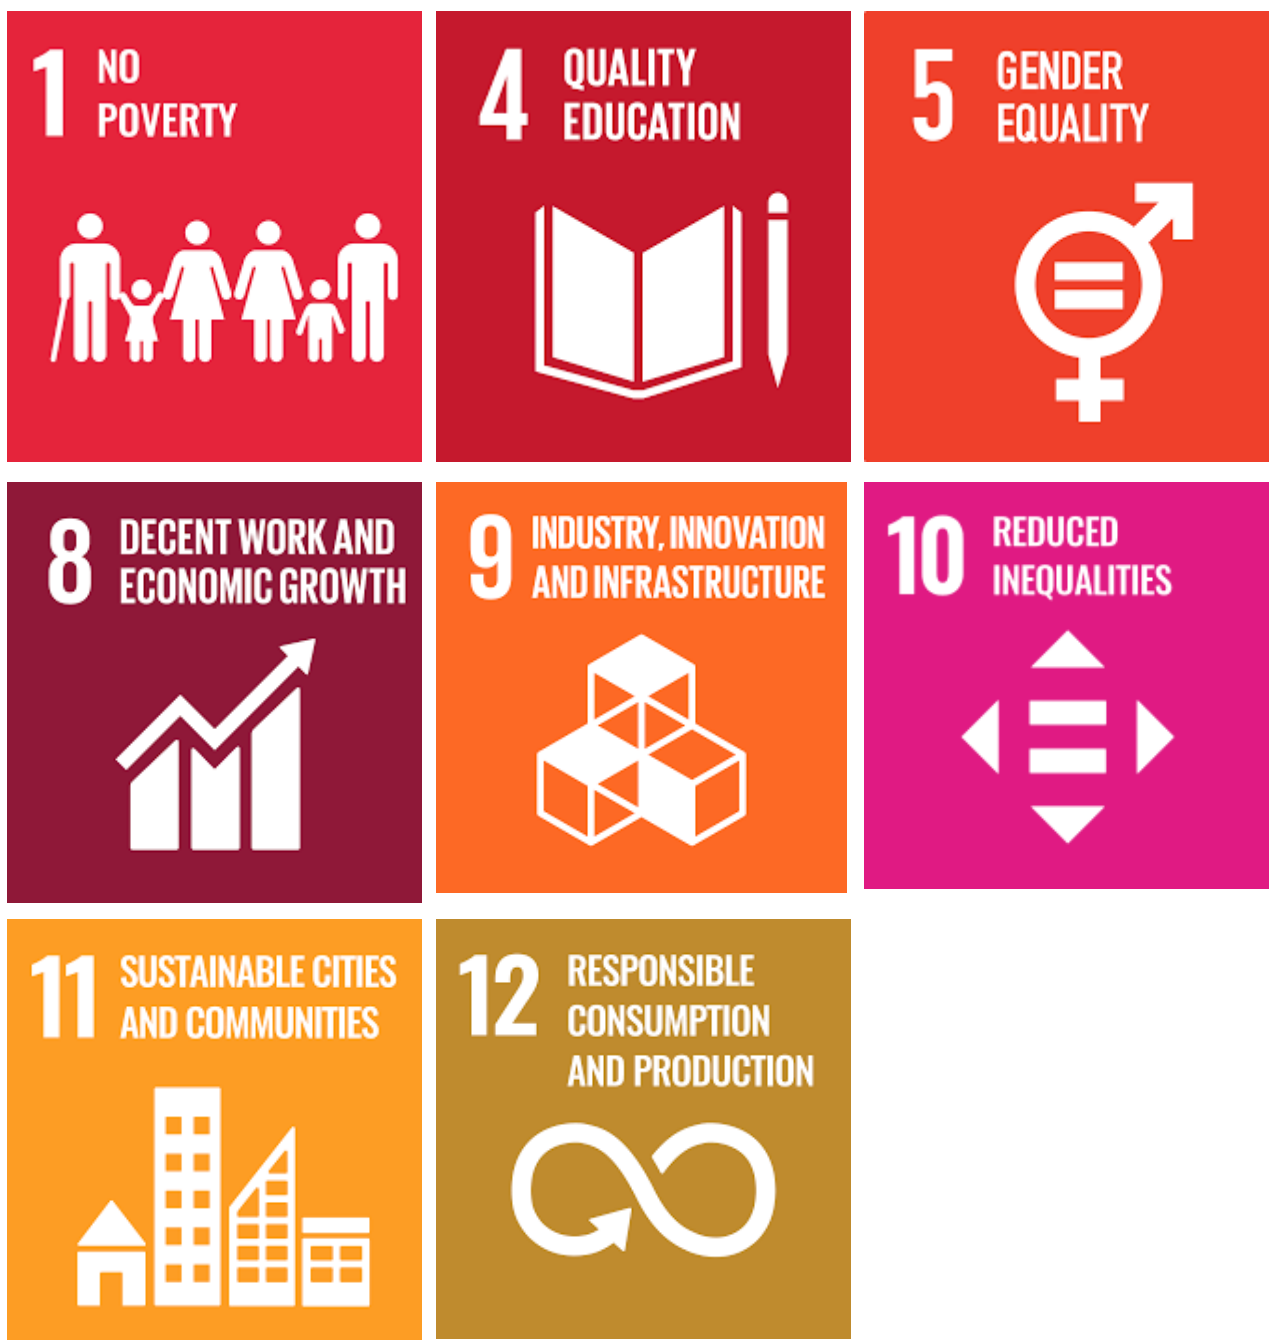 1 NO
POVERTY
4 QUALITY
EDUCATION
5 GENDER
EQUALITY
8 DECENT WORK AND
ECONOMIC GROWTH
9 INDUSTRY, INNOVATION
AND INFRASTRUCTURE
10 REDUCED
INEQUALITIES
11 SUSTAINABLE CITIES
AND COMMUNITIES
12 RESPONSIBLE
CONSUMPTION
AND PRODUCTION